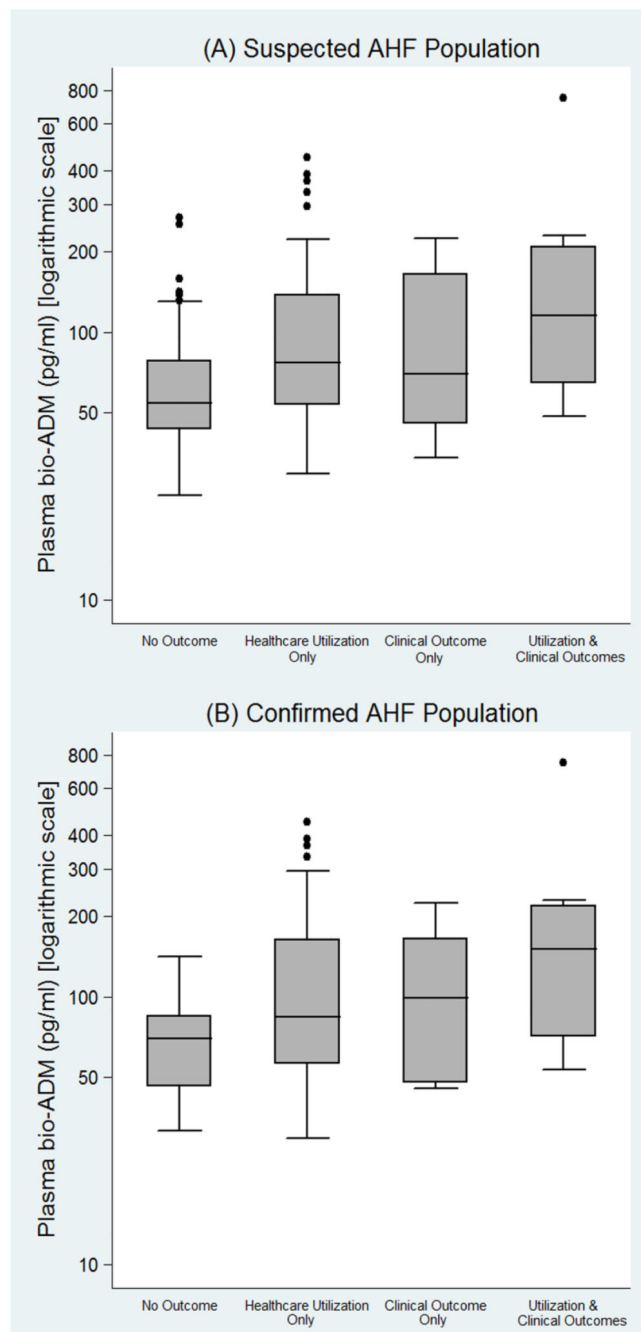 (A) Suspected AHF Population
Plasma bio-ADM (pg/ml) [logarithmic scale]
800
600
400
300
200
100
50
10
No Outcome
Healthcare Utilization
Only
Clinical Outcome
Only
Utilization &
Clinical Outcomes
(B) Confirmed AHF Population
Plasma bio-ADM (pg/ml) [logarithmic scale]
800
600
400
300
200
100
50
10
No Outcome
Healthcare Utilization
Only
Clinical Outcome
Only
Utilization &
Clinical Outcomes